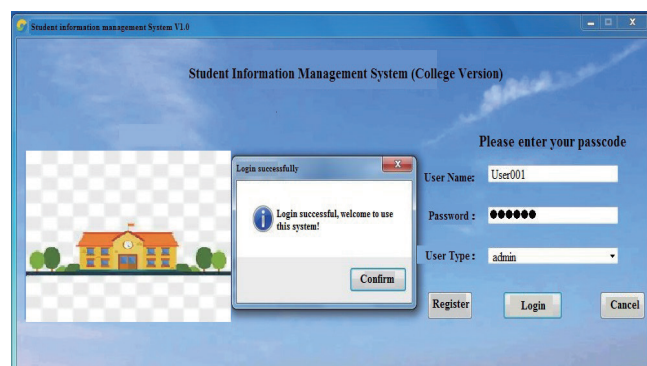 Student information management System V1.0
Student Information Management System (College Version)
Please enter your passcode
Login successfully
X
User Name: User001
Login successful, welcome to use
this system!
Password : ●●●●●●
User Type : admin
Confirm
Register Login Cancel